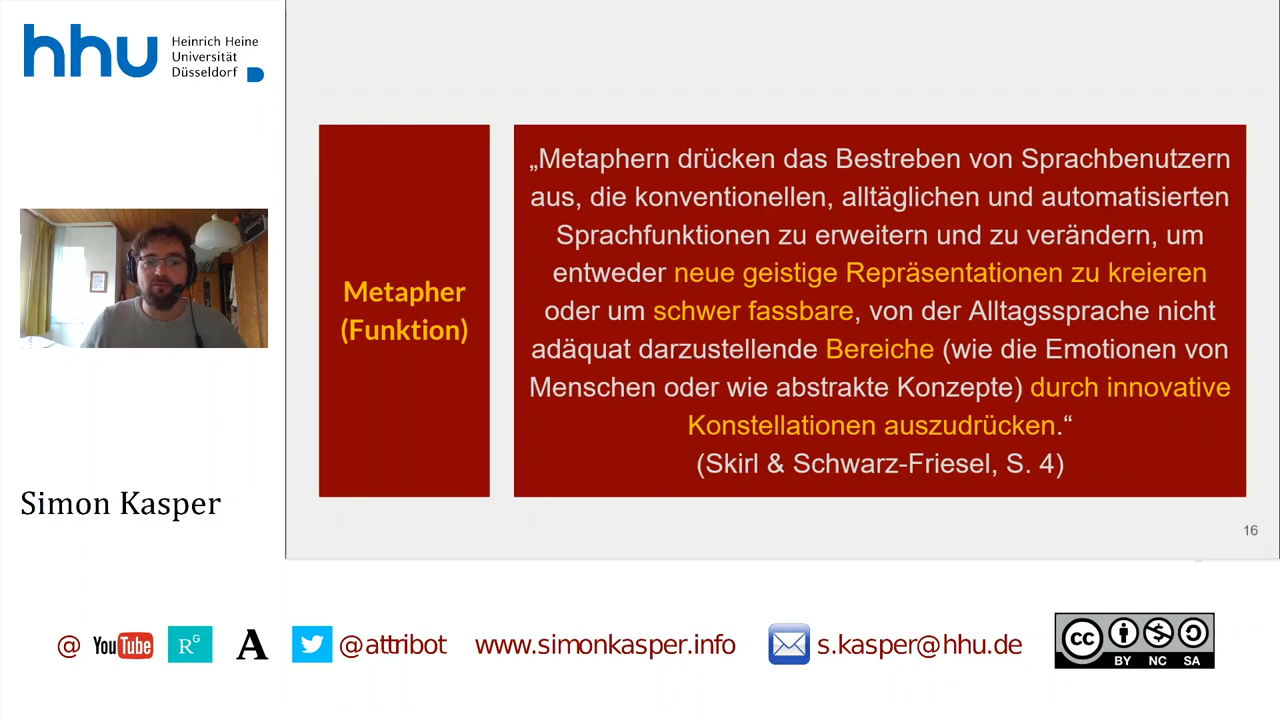 hhu Heinrich Heine
Universität
Düsseldorf
Metapher
(Funktion)
„Metaphern drücken das Bestreben von Sprachbenutzern
aus, die konventionellen, alltäglichen und automatisierten
Sprachfunktionen zu erweitern und zu verändern, um
entweder neue geistige Repräsentationen zu kreieren
oder um schwer fassbare, von der Alltagssprache nicht
adäquat darzustellende Bereiche (wie die Emotionen von
Menschen oder wie abstrakte Konzepte) durch innovative
Konstellationen auszudrücken.“
(Skirl & Schwarz-Friesel, S. 4)
16
Simon Kasper
@ YouTube RG A @attribot www.simonkasper.info s.kasper@hhu.de cc
BY NC SA